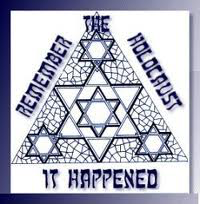 REMEMBER
THE
HOLOCAUST
IT HAPPENED